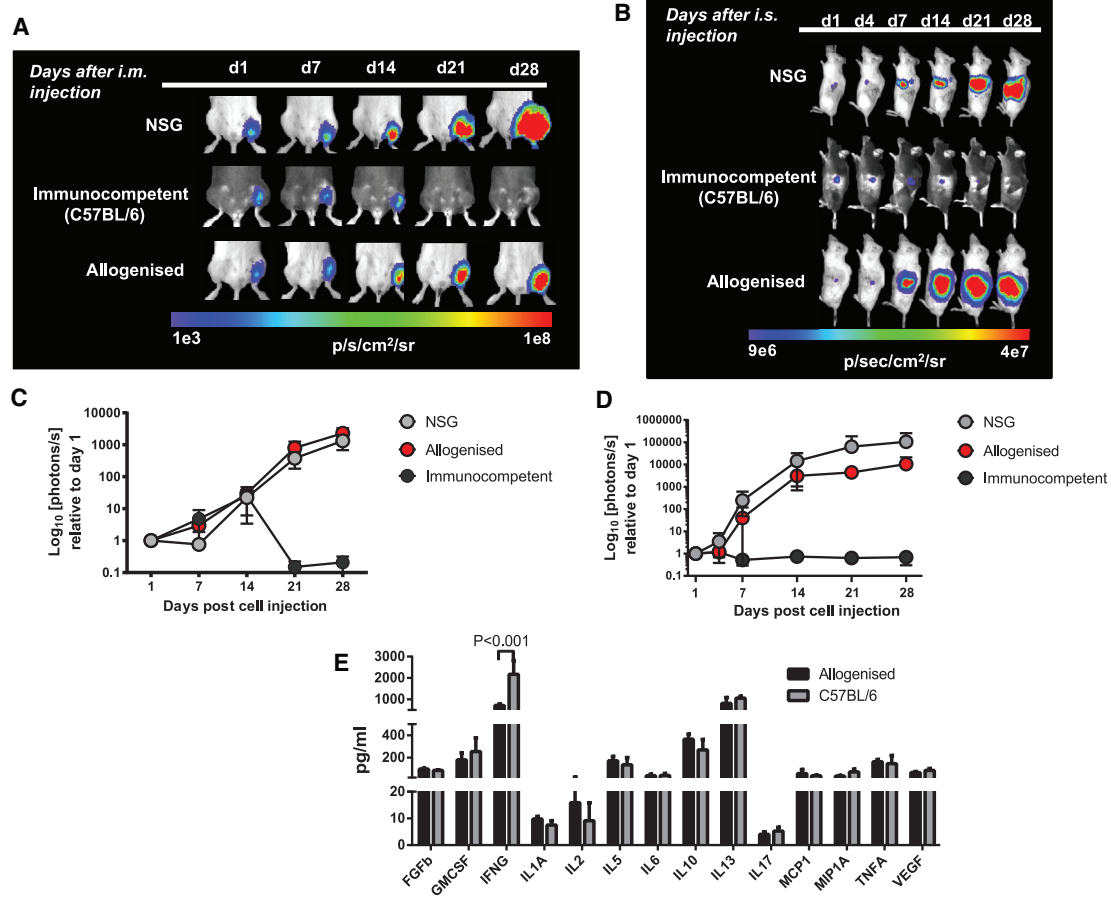 A
Days after i.m.
injection
d1 d7 d14 d21 d28
NSG
Immunocompetent
(C57BL/6)
Allogenised
1e3 1e8
p/s/cm²/sr
B
Days after i.s.
injection
d1 d4 d7 d14 d21 d28
NSG
Immunocompetent
(C57BL/6)
Allogenised
9e6 4e7
p/sec/cm²/sr
C
Log₁₀ [photons/s]
relative to day 1
10000
1000
100
10
1
0.1
1 7 14 21 28
Days post cell injection
NSG
Allogenised
Immunocompetent
D
Log₁₀ [photons/s]
relative to day 1
1000000
100000
10000
1000
100
10
1
0.1
1 7 14 21 28
Days post cell injection
NSG
Allogenised
Immunocompetent
E
P<0.001
pg/ml
3000
2000
1000
400
200
20
10
0
FGFb GMCSF IFNG IL1A IL2 IL5 IL6 IL10 IL13 IL17 MCP1 MIP1A TNFA VEGF
Allogenised
C57BL/6